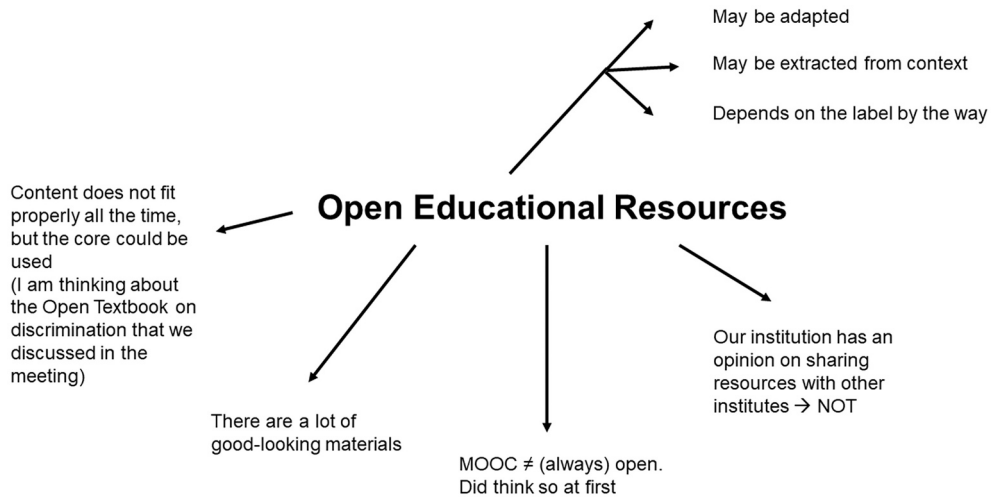 May be adapted
May be extracted from context
Depends on the label by the way
Open Educational Resources
Content does not fit
properly all the time,
but the core could be
used
(I am thinking about
the Open Textbook on
discrimination that we
discussed in the
meeting)
There are a lot of
good-looking materials
MOOC ≠ (always) open.
Did think so at first
Our institution has an
opinion on sharing
resources with other
institutes → NOT